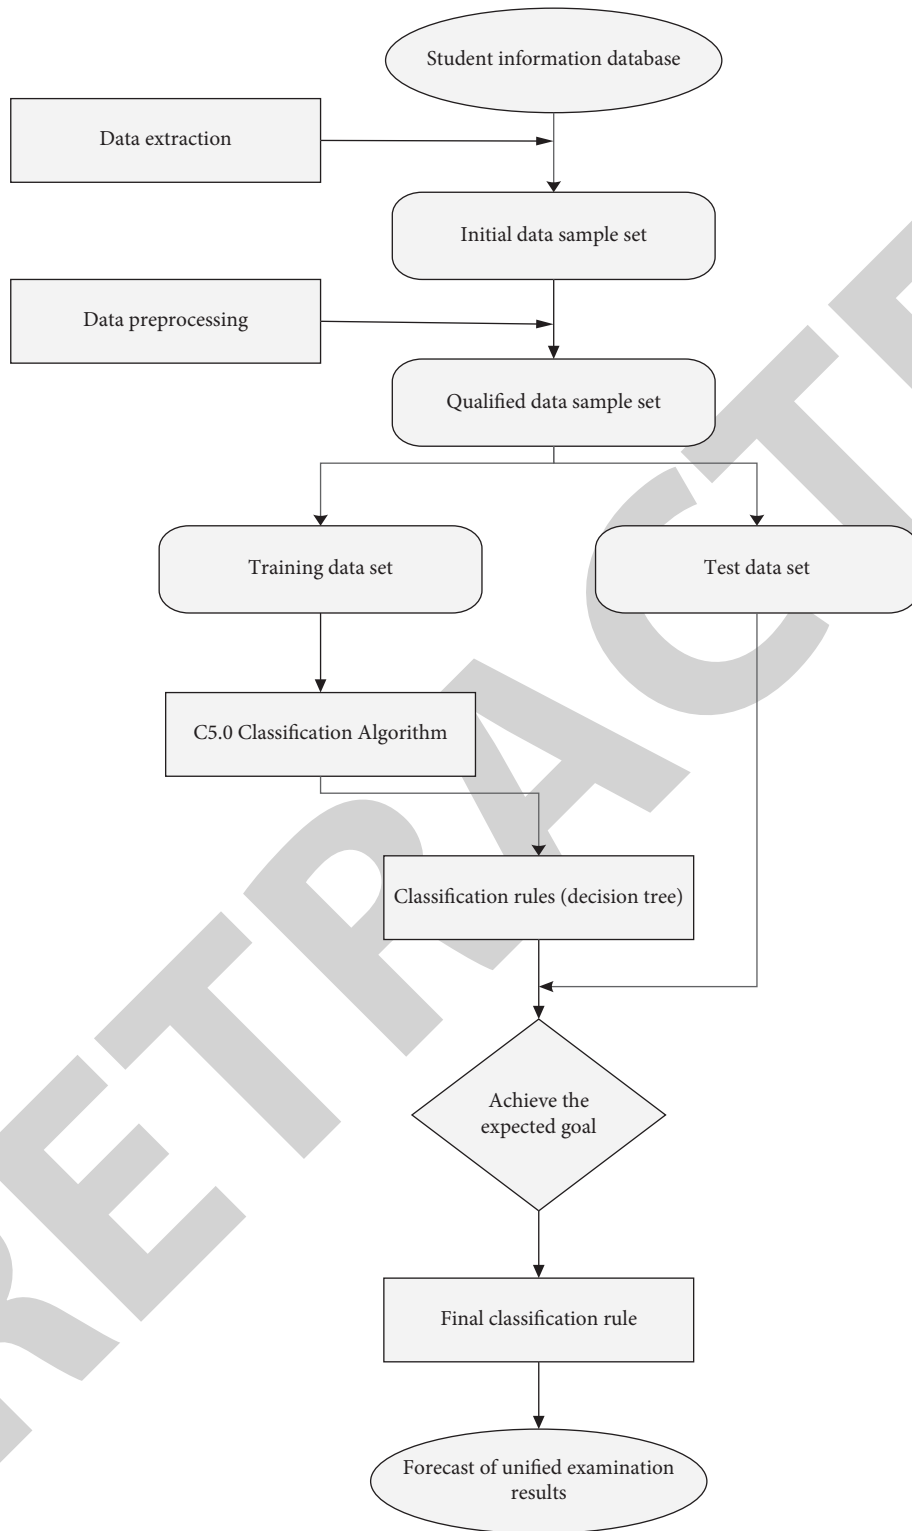 Student information database
Data extraction
Initial data sample set
Data preprocessing
Qualified data sample set
Training data set
Test data set
C5.0 Classification Algorithm
Classification rules (decision tree)
Achieve the
expected goal
Final classification rule
Forecast of unified examination
results
RETRACTE